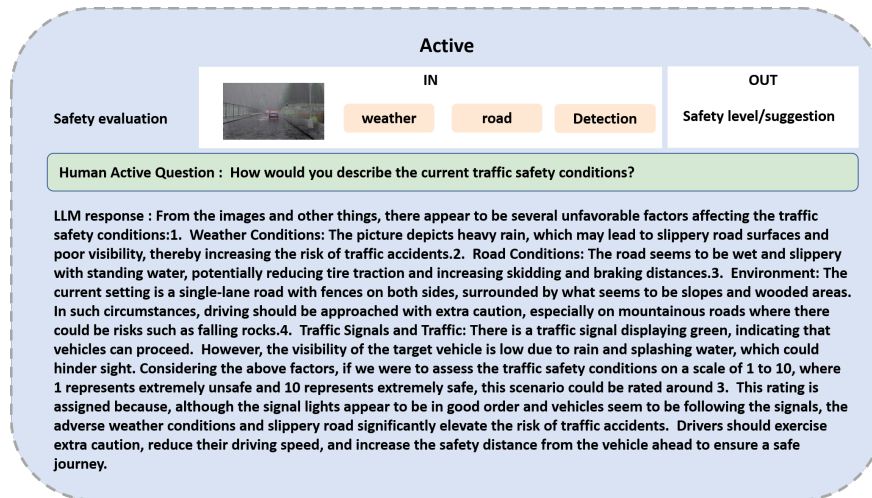 Active
IN
OUT
Safety evaluation
weather
road
Detection
Safety level/suggestion
Human Active Question :  How would you describe the current traffic safety conditions?
LLM response : From the images and other things, there appear to be several unfavorable factors affecting the traffic
safety conditions:1.  Weather Conditions: The picture depicts heavy rain, which may lead to slippery road surfaces and
poor visibility, thereby increasing the risk of traffic accidents.2.  Road Conditions: The road seems to be wet and slippery
with standing water, potentially reducing tire traction and increasing skidding and braking distances.3.  Environment: The
current setting is a single-lane road with fences on both sides, surrounded by what seems to be slopes and wooded areas.
In such circumstances, driving should be approached with extra caution, especially on mountainous roads where there
could be risks such as falling rocks.4.  Traffic Signals and Traffic: There is a traffic signal displaying green, indicating that
vehicles can proceed.  However, the visibility of the target vehicle is low due to rain and splashing water, which could
hinder sight. Considering the above factors, if we were to assess the traffic safety conditions on a scale of 1 to 10, where
1 represents extremely unsafe and 10 represents extremely safe, this scenario could be rated around 3.  This rating is
assigned because, although the signal lights appear to be in good order and vehicles seem to be following the signals, the
adverse weather conditions and slippery road significantly elevate the risk of traffic accidents.  Drivers should exercise
extra caution, reduce their driving speed, and increase the safety distance from the vehicle ahead to ensure a safe
journey.